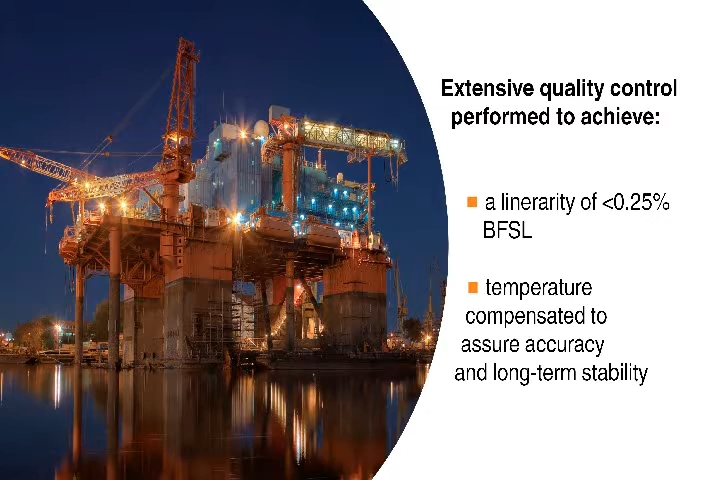 Extensive quality control
performed to achieve:
a linerarity of <0.25%
BFSL
temperature
compensated to
assure accuracy
and long-term stability